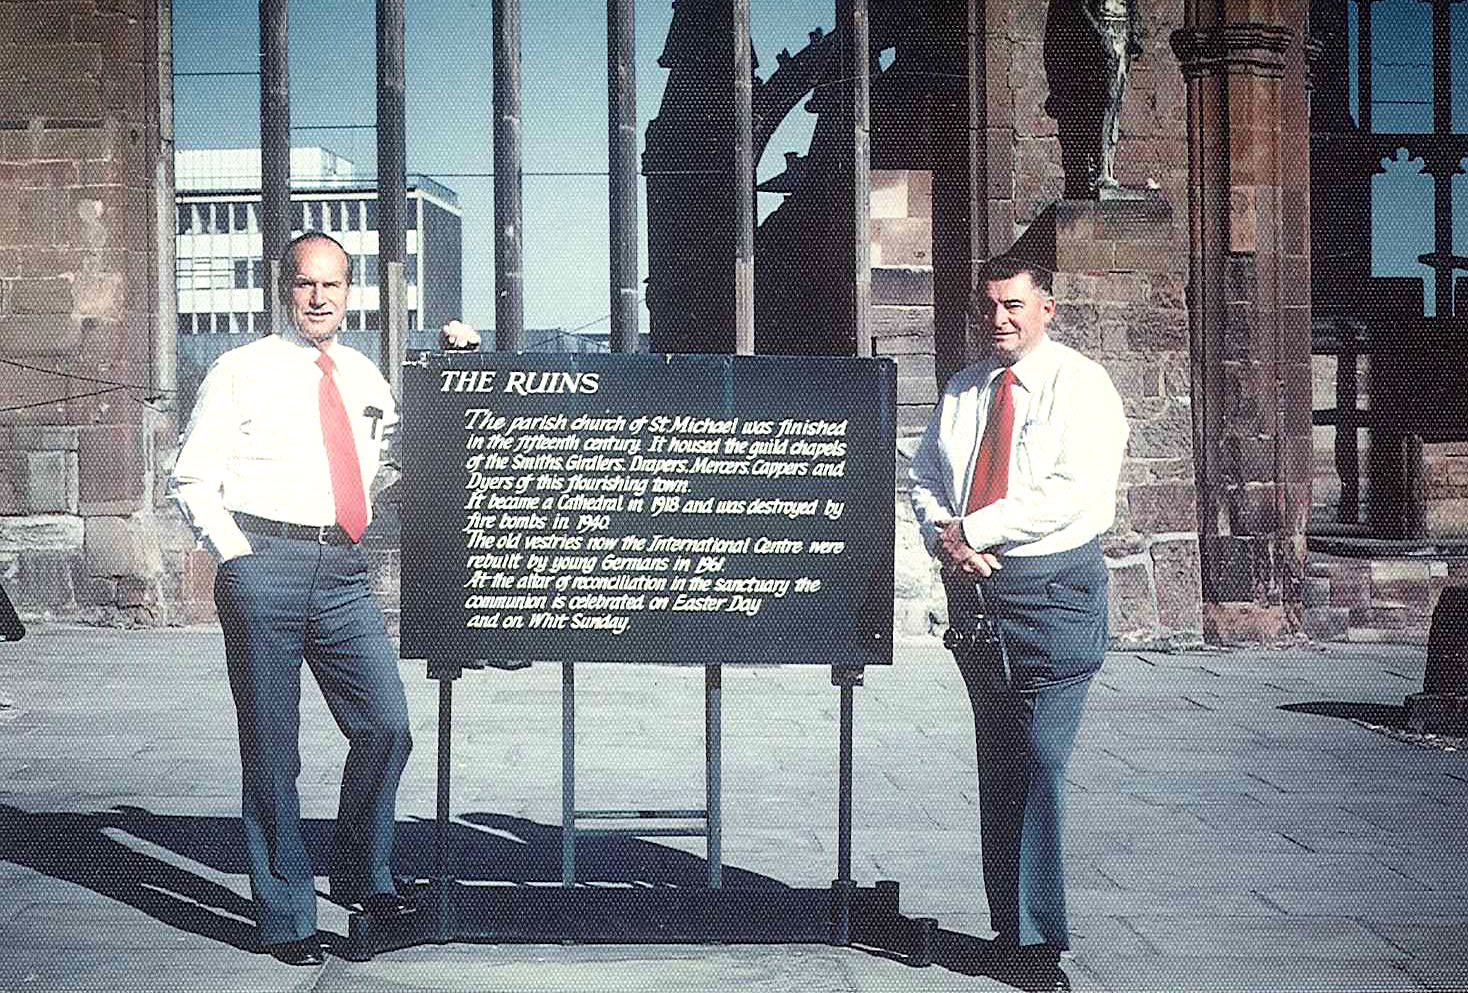 THE RUINS
The parish church of St Michael was finished
in the fifteenth century. It housed the guild chapels
of the Smiths, Girdlers, Drapers, Mercers, Cappers and
Dyers of this flourishing town.
It became a Cathedral in 1918 and was destroyed by
fire bombs in 1940
The old vestries now the International Centre were
rebuilt by young Germans in 1961.
At the altar of reconciliation in the sanctuary the
communion is celebrated on Easter Day
and on Whit Sunday.